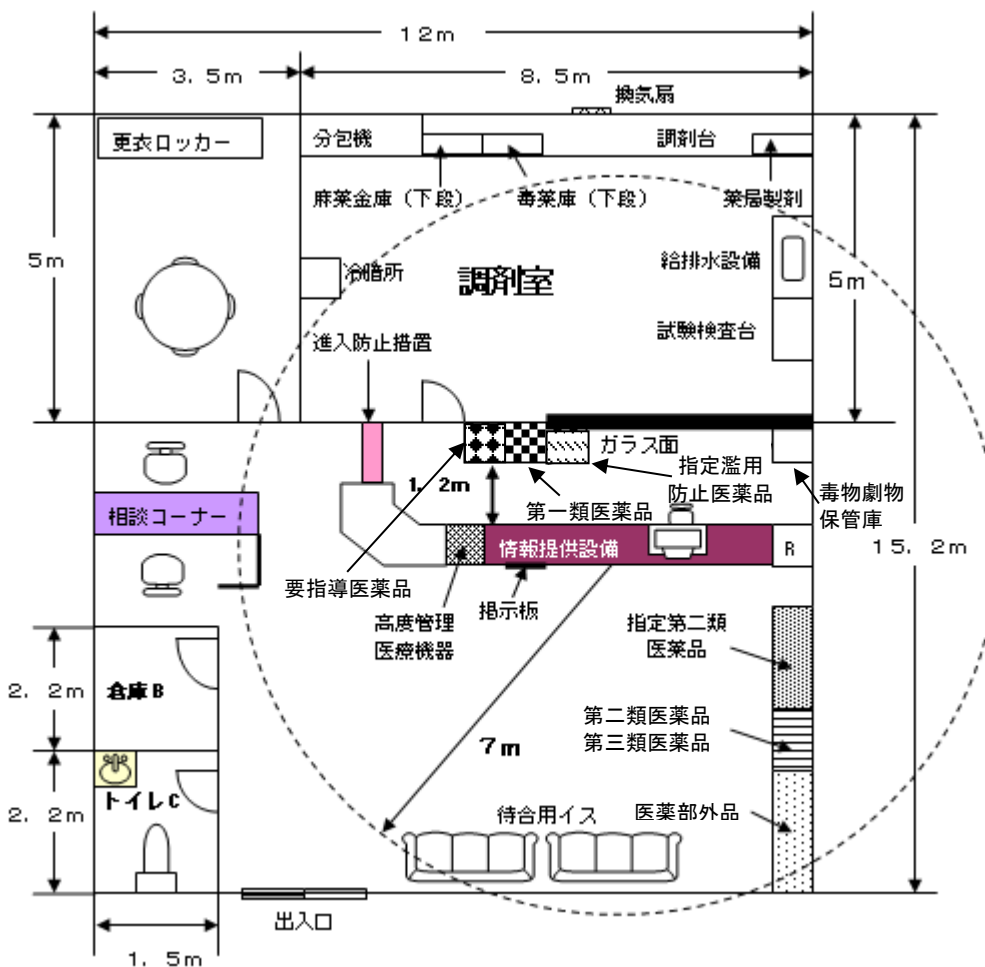 12m
3.5m
8.5m
換気扇
更衣ロッカー
分包機
調剤台
麻薬金庫(下段)
毒薬庫(下段)
薬局製剤
5m
冷暗所
調剤室
給排水設備
5m
試験検査台
進入防止措置
ガラス面
指定濫用
防止医薬品
1.2m
第一類医薬品
毒物劇物
保管庫
相談コーナー
情報提供設備
R
15.2m
要指導医薬品
掲示板
高度管理
医療機器
指定第二類
医薬品
2.2m
倉庫B
第二類医薬品
第三類医薬品
7m
2.2m
トイレC
待合用イス
医薬部外品
出入口
1.5m